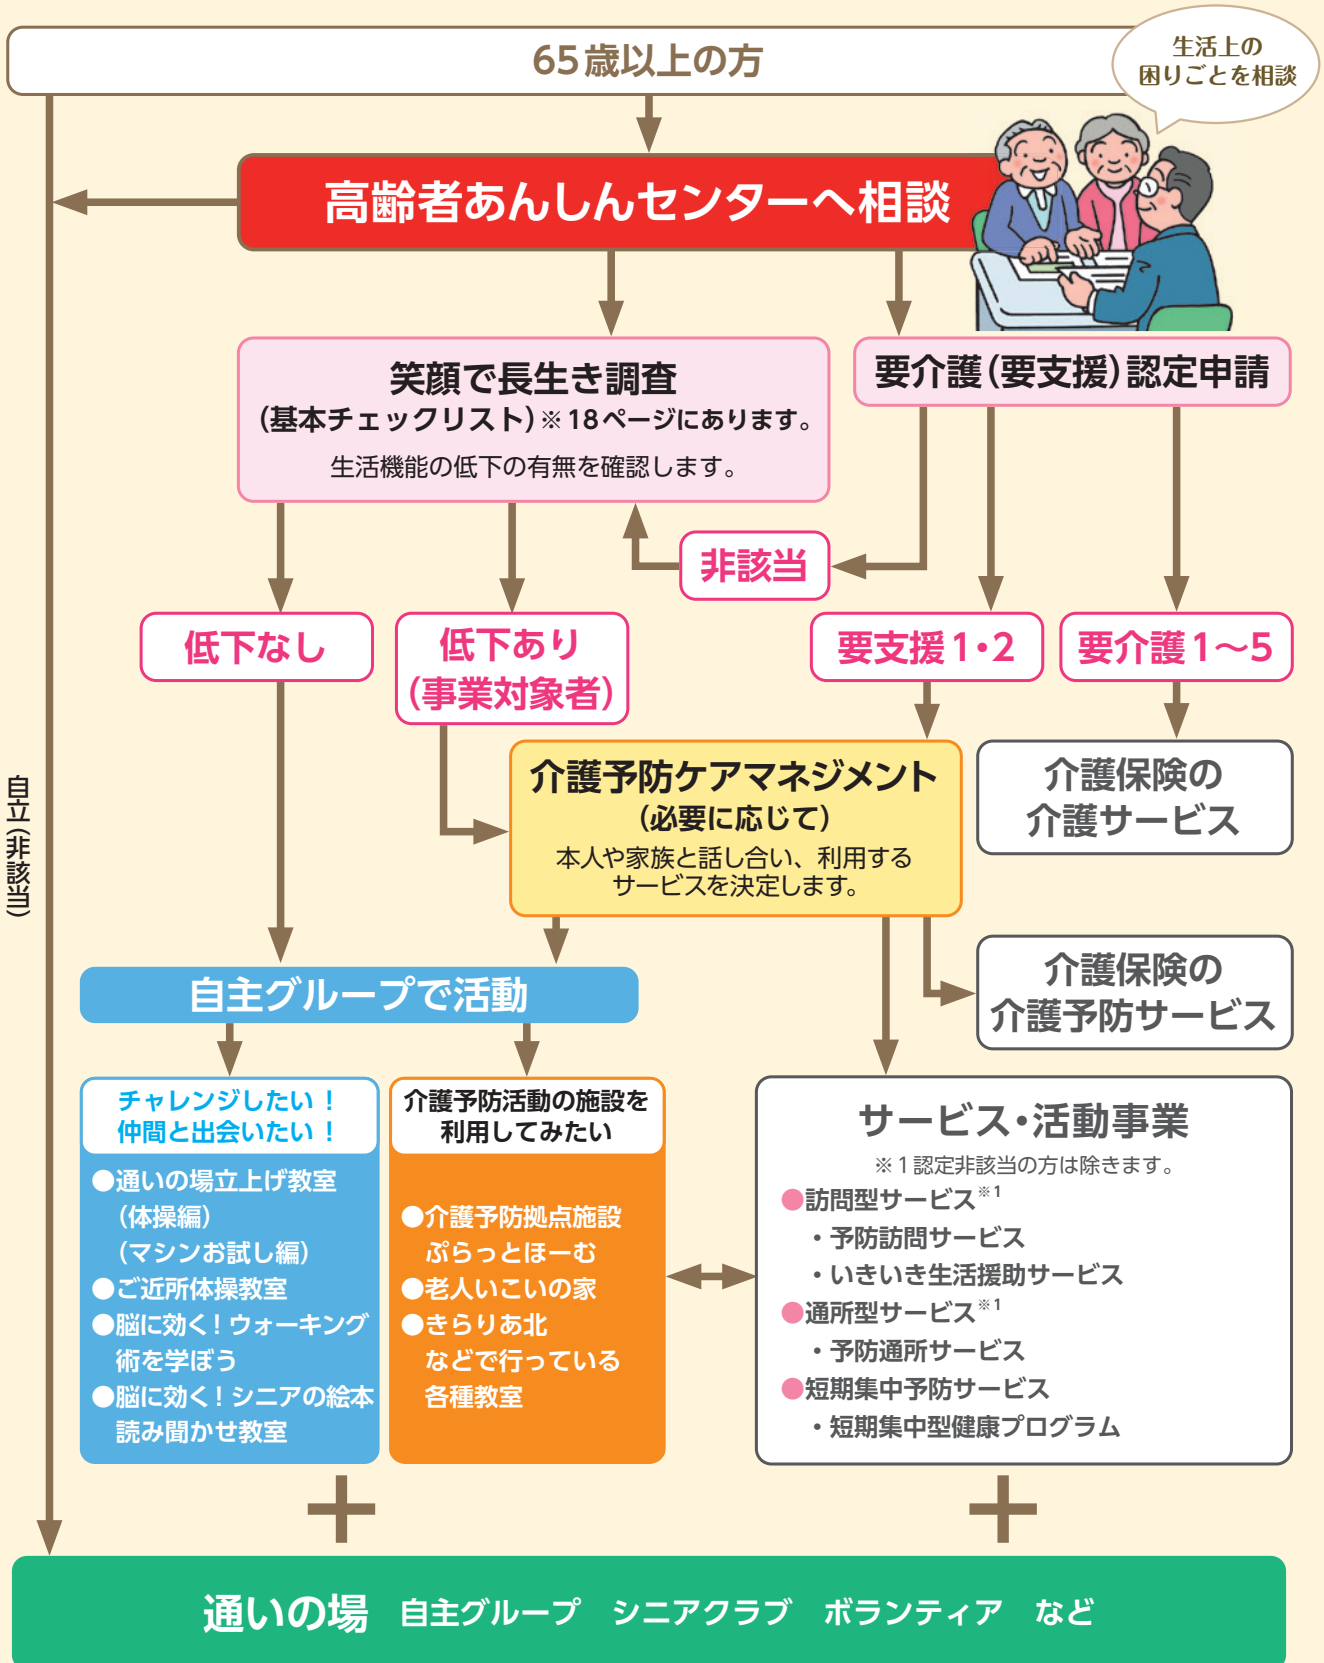 65歳以上の方
生活上の
困りごとを相談
高齢者あんしんセンターへ相談
笑顔で長生き調査
(基本チェックリスト)※18ページにあります。
生活機能の低下の有無を確認します。
要介護(要支援)認定申請
非該当
低下なし
低下あり
(事業対象者)
要支援1・2
要介護1〜5
自立(非該当)
介護予防ケアマネジメント
(必要に応じて)
本人や家族と話し合い、利用する
サービスを決定します。
介護保険の
介護サービス
介護保険の
介護予防サービス
自主グループで活動
チャレンジしたい!
仲間と出会いたい!
●通いの場立上げ教室
(体操編)
(マシンお試し編)
●ご近所体操教室
●脳に効く!ウォーキング
術を学ぼう
●脳に効く!シニアの絵本
読み聞かせ教室
介護予防活動の施設を
利用してみたい
●介護予防拠点施設
ぷらっとほーむ
●老人いこいの家
●きらりあ北
などで行っている
各種教室
サービス・活動事業
※1認定非該当の方は除きます。
●訪問型サービス※1
・予防訪問サービス
・いきいき生活援助サービス
●通所型サービス※1
・予防通所サービス
●短期集中予防サービス
・短期集中型健康プログラム
通いの場 自主グループ シニアクラブ ボランティア など